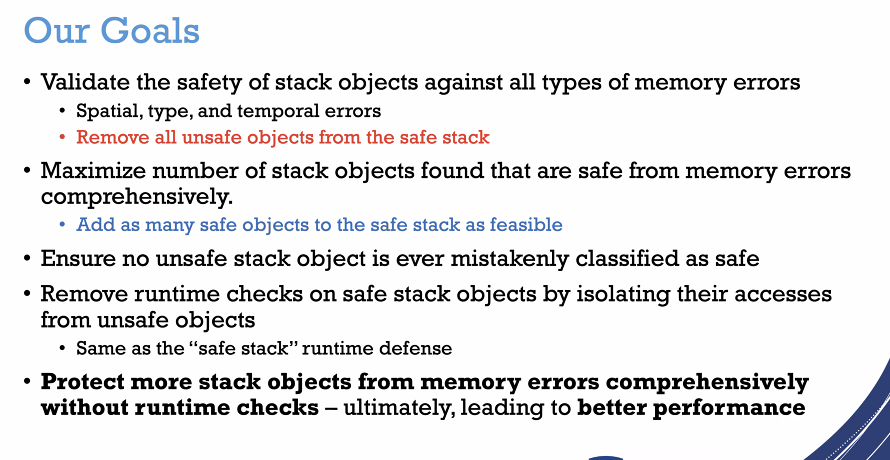 Our Goals
• Validate the safety of stack objects against all types of memory errors
• Spatial, type, and temporal errors
• Remove all unsafe objects from the safe stack
• Maximize number of stack objects found that are safe from memory errors
comprehensively.
• Add as many safe objects to the safe stack as feasible
• Ensure no unsafe stack object is ever mistakenly classified as safe
• Remove runtime checks on safe stack objects by isolating their accesses
from unsafe objects
• Same as the “safe stack” runtime defense
• Protect more stack objects from memory errors comprehensively
without runtime checks – ultimately, leading to better performance